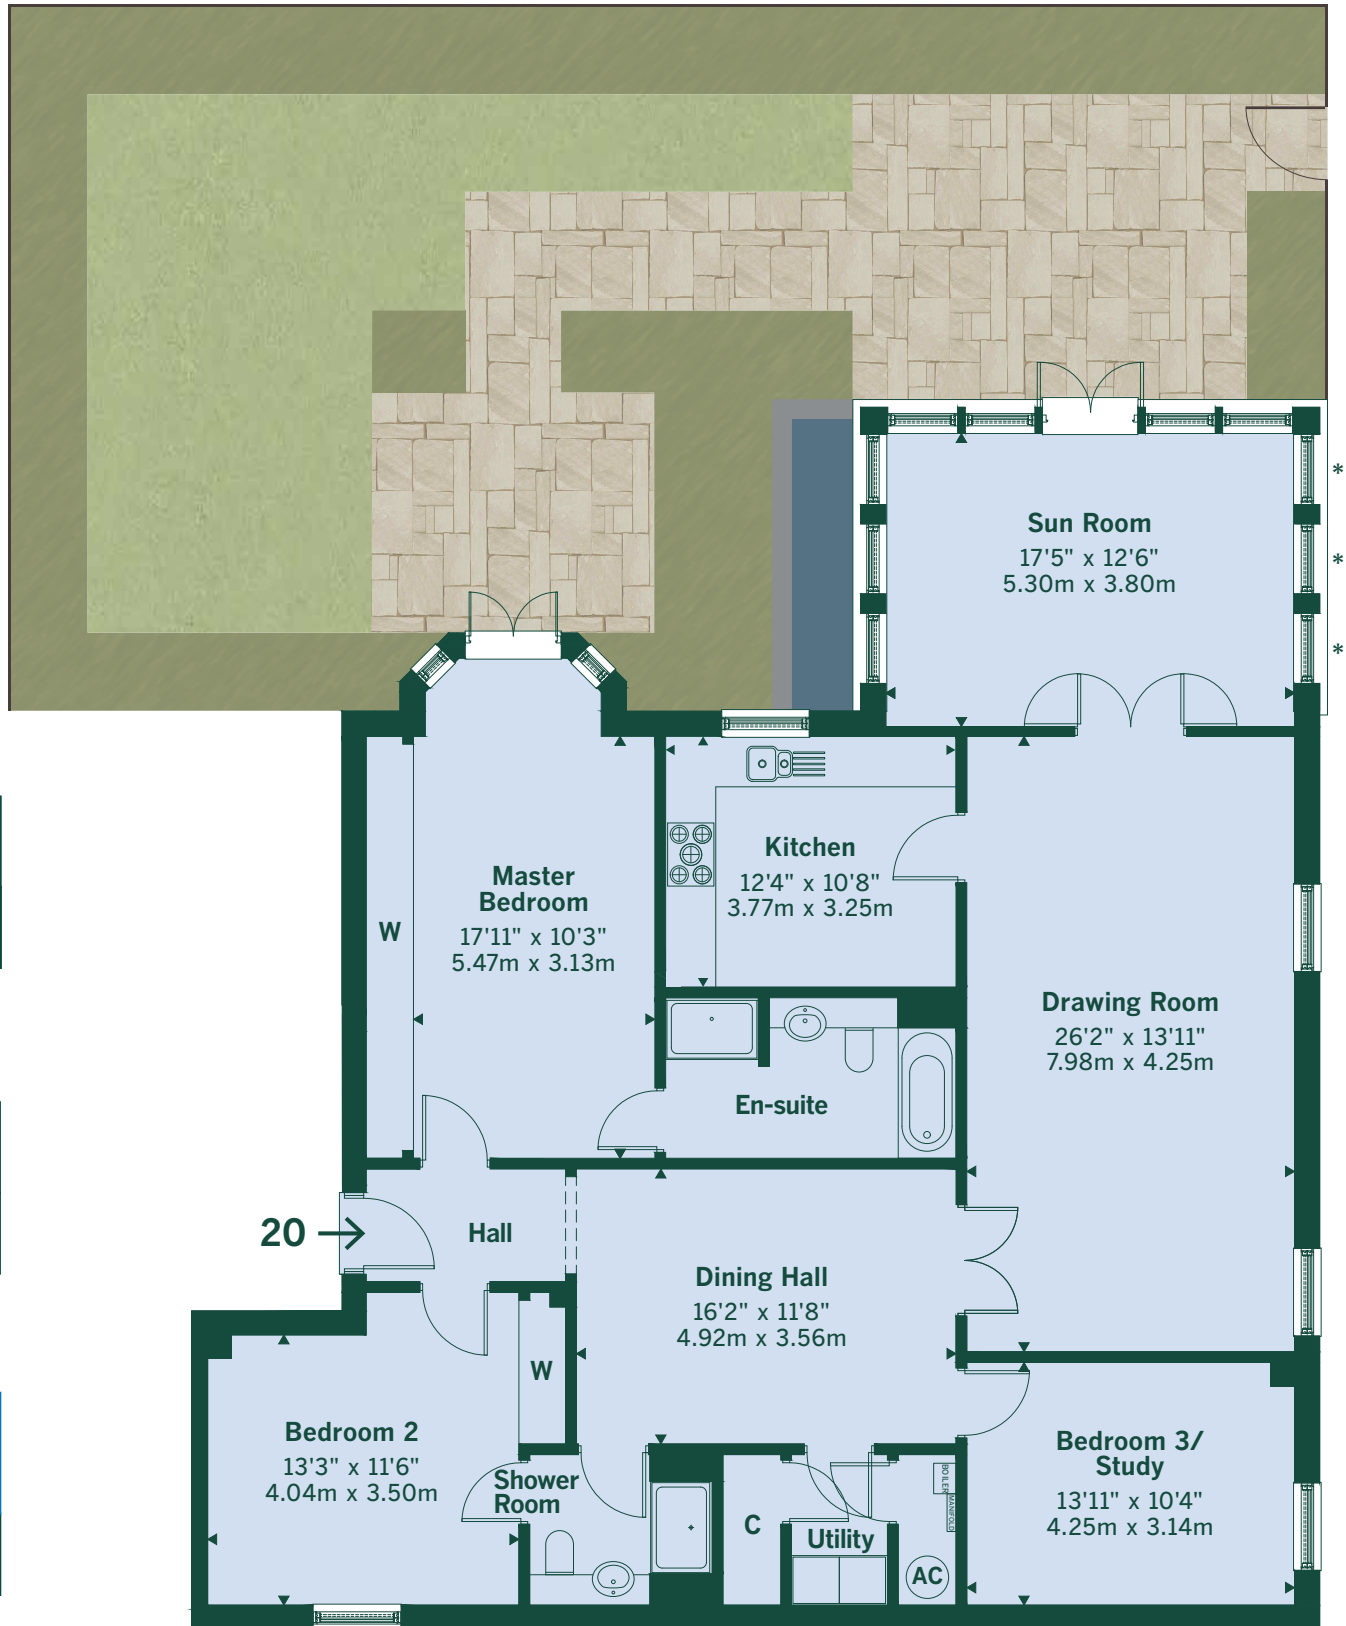 *
*
*
Sun Room
17'5" x 12'6"
5.30m x 3.80m
Kitchen
12'4" x 10'8"
3.77m x 3.25m
Master
Bedroom
17'11" x 10'3"
5.47m x 3.13m
W
Drawing Room
26'2" x 13'11"
7.98m x 4.25m
En-suite
20
Hall
Dining Hall
16'2" x 11'8"
4.92m x 3.56m
W
Bedroom 2
13'3" x 11'6"
4.04m x 3.50m
Shower
Room
C
Utility
BOILER
MANIFOLD
AC
Bedroom 3/
Study
13'11" x 10'4"
4.25m x 3.14m